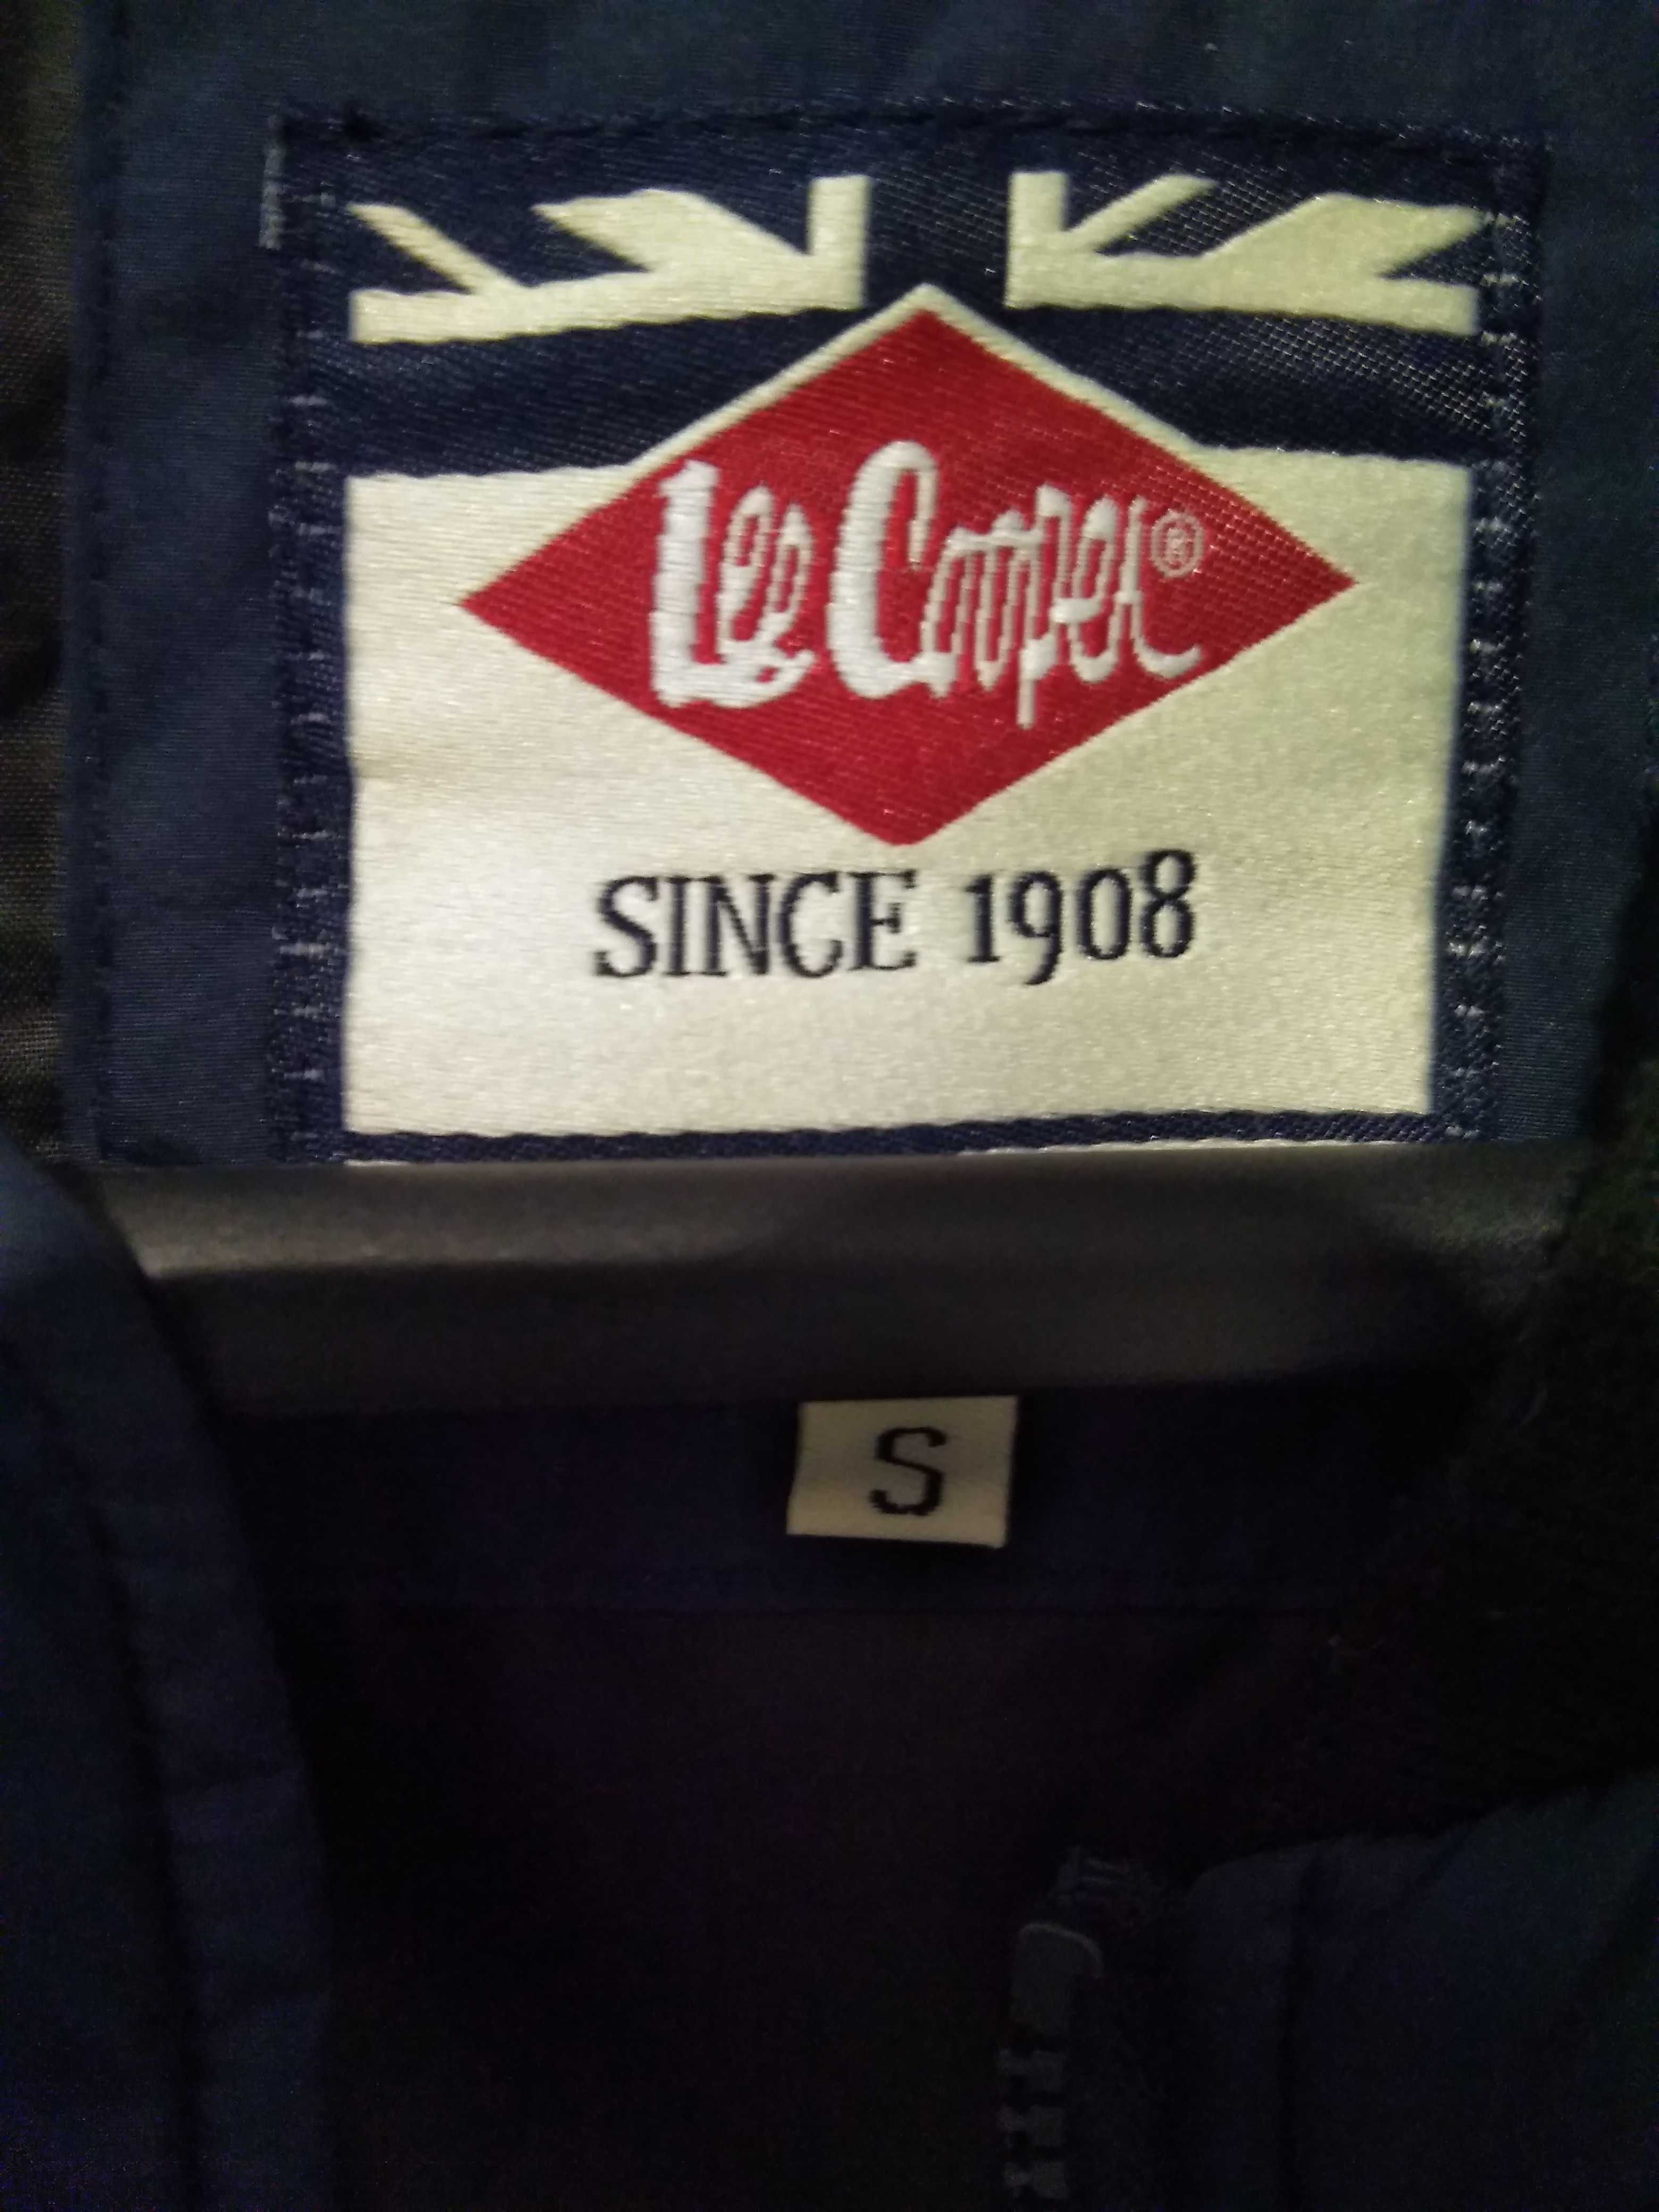 Lee Cooper®
SINCE 1908
S